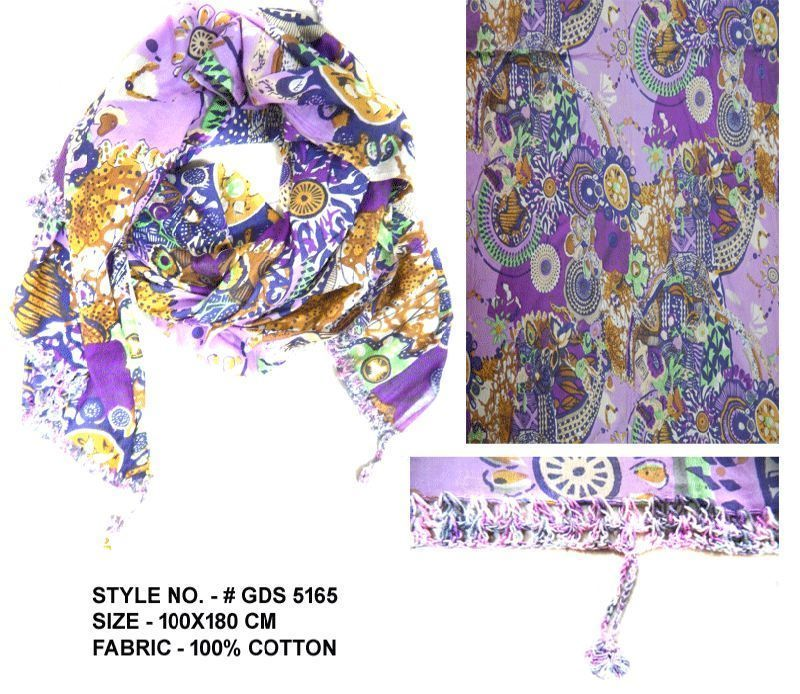 STYLE NO. - # GDS 5165
SIZE - 100X180 CM
FABRIC - 100% COTTON